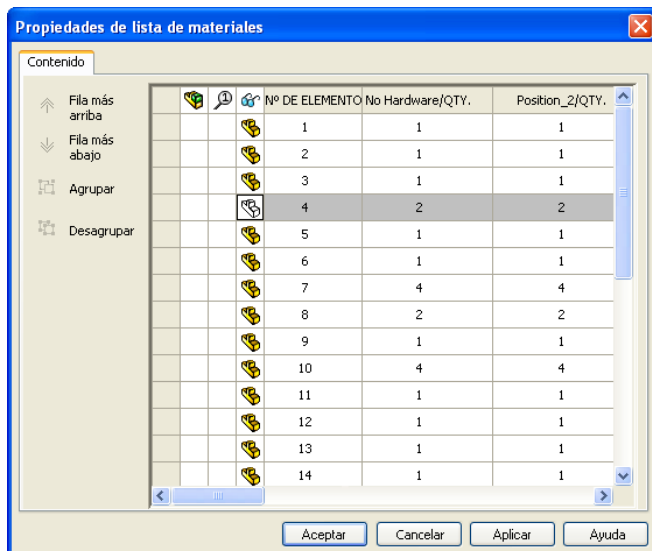 Propiedades de lista de materiales
Contenido
Fila más
arriba
Fila más
abajo
Agrupar
Desagrupar
1 Nº DE ELEMENTO No Hardware/QTY. Position_2/QTY.
1 1 1
2 1 1
3 1 1
4 2 2
5 1 1
6 1 1
7 4 4
8 2 2
9 1 1
10 4 4
11 1 1
12 1 1
13 1 1
14 1 1
Aceptar Cancelar Aplicar Ayuda